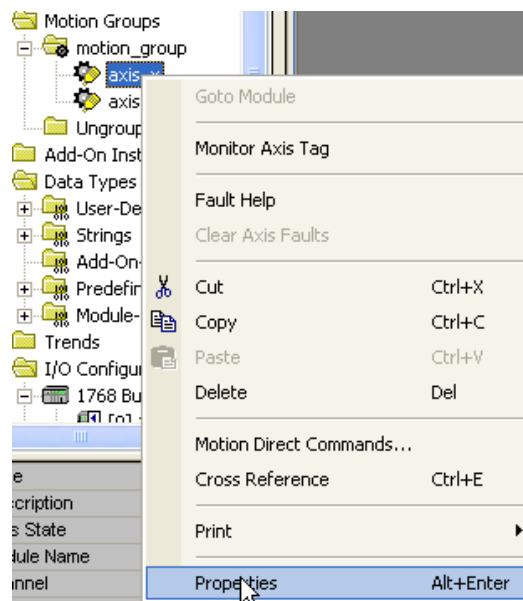 Motion Groups
motion_group
axis_x
axis
Goto Module
Ungroup
Add-On Inst
Monitor Axis Tag
Data Types
User-De
Fault Help
Strings
Clear Axis Faults
Add-On-
Predefin
Cut Ctrl+X
Module-
Copy Ctrl+C
Trends
Paste Ctrl+V
I/O Configur
1768 Bu
Delete Del
Motion Direct Commands...
Cross Reference Ctrl+E
cription
s State
Print
dule Name
nnel
Properties Alt+Enter